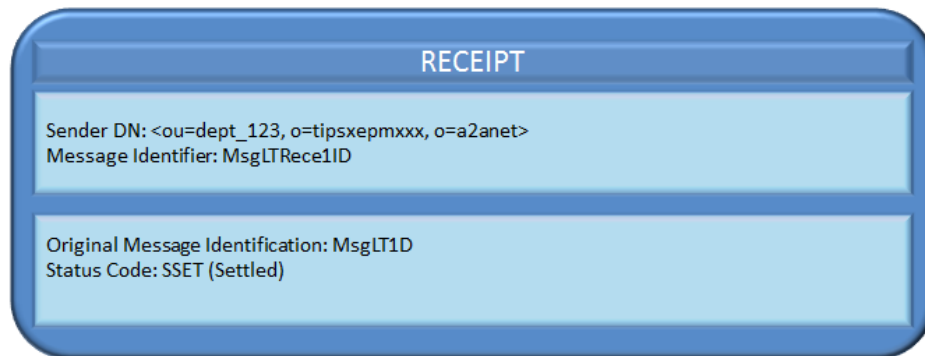 RECEIPT
Sender DN: <ou=dept_123, o=tipsxepmxxx, o=a2anet>
Message Identifier: MsgLTRece1ID
Original Message Identification: MsgLT1D
Status Code: SSET (Settled)